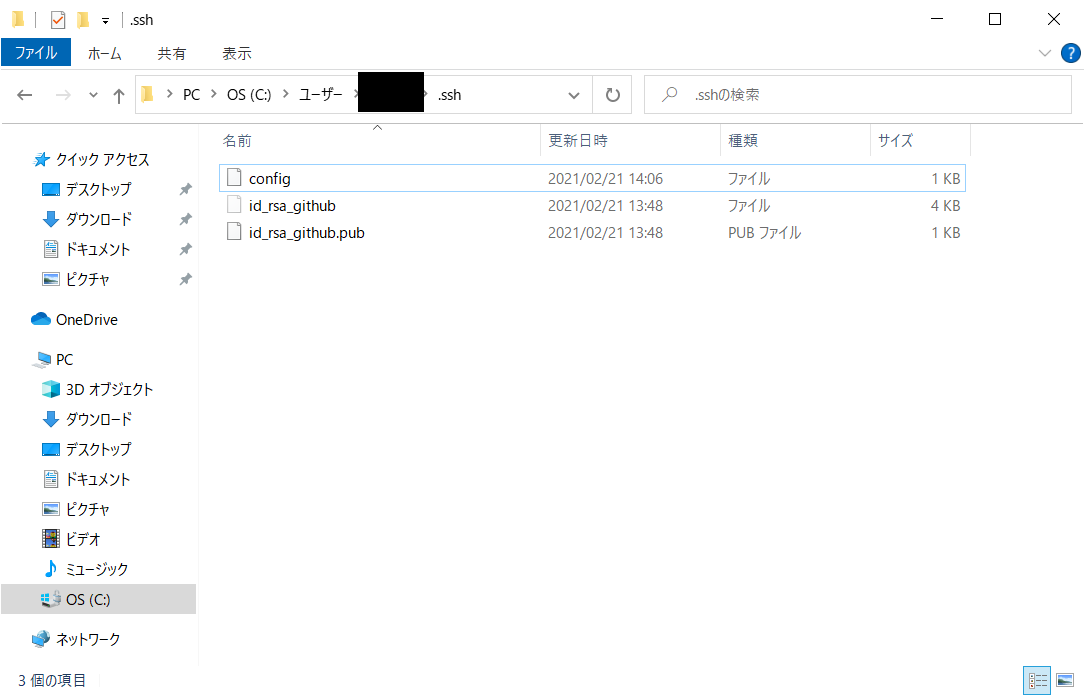 .ssh
ファイル ホーム 共有 表示
PC OS (C:) ユーザー .ssh .sshの検索
名前 更新日時 種類 サイズ
クイック アクセス
デスクトップ
ダウンロード
ドキュメント
ピクチャ
OneDrive
PC
3D オブジェクト
ダウンロード
デスクトップ
ドキュメント
ピクチャ
ビデオ
ミュージック
OS (C:)
ネットワーク
config 2021/02/21 14:06 ファイル 1 KB
id_rsa_github 2021/02/21 13:48 ファイル 4 KB
id_rsa_github.pub 2021/02/21 13:48 PUB ファイル 1 KB
3 個の項目